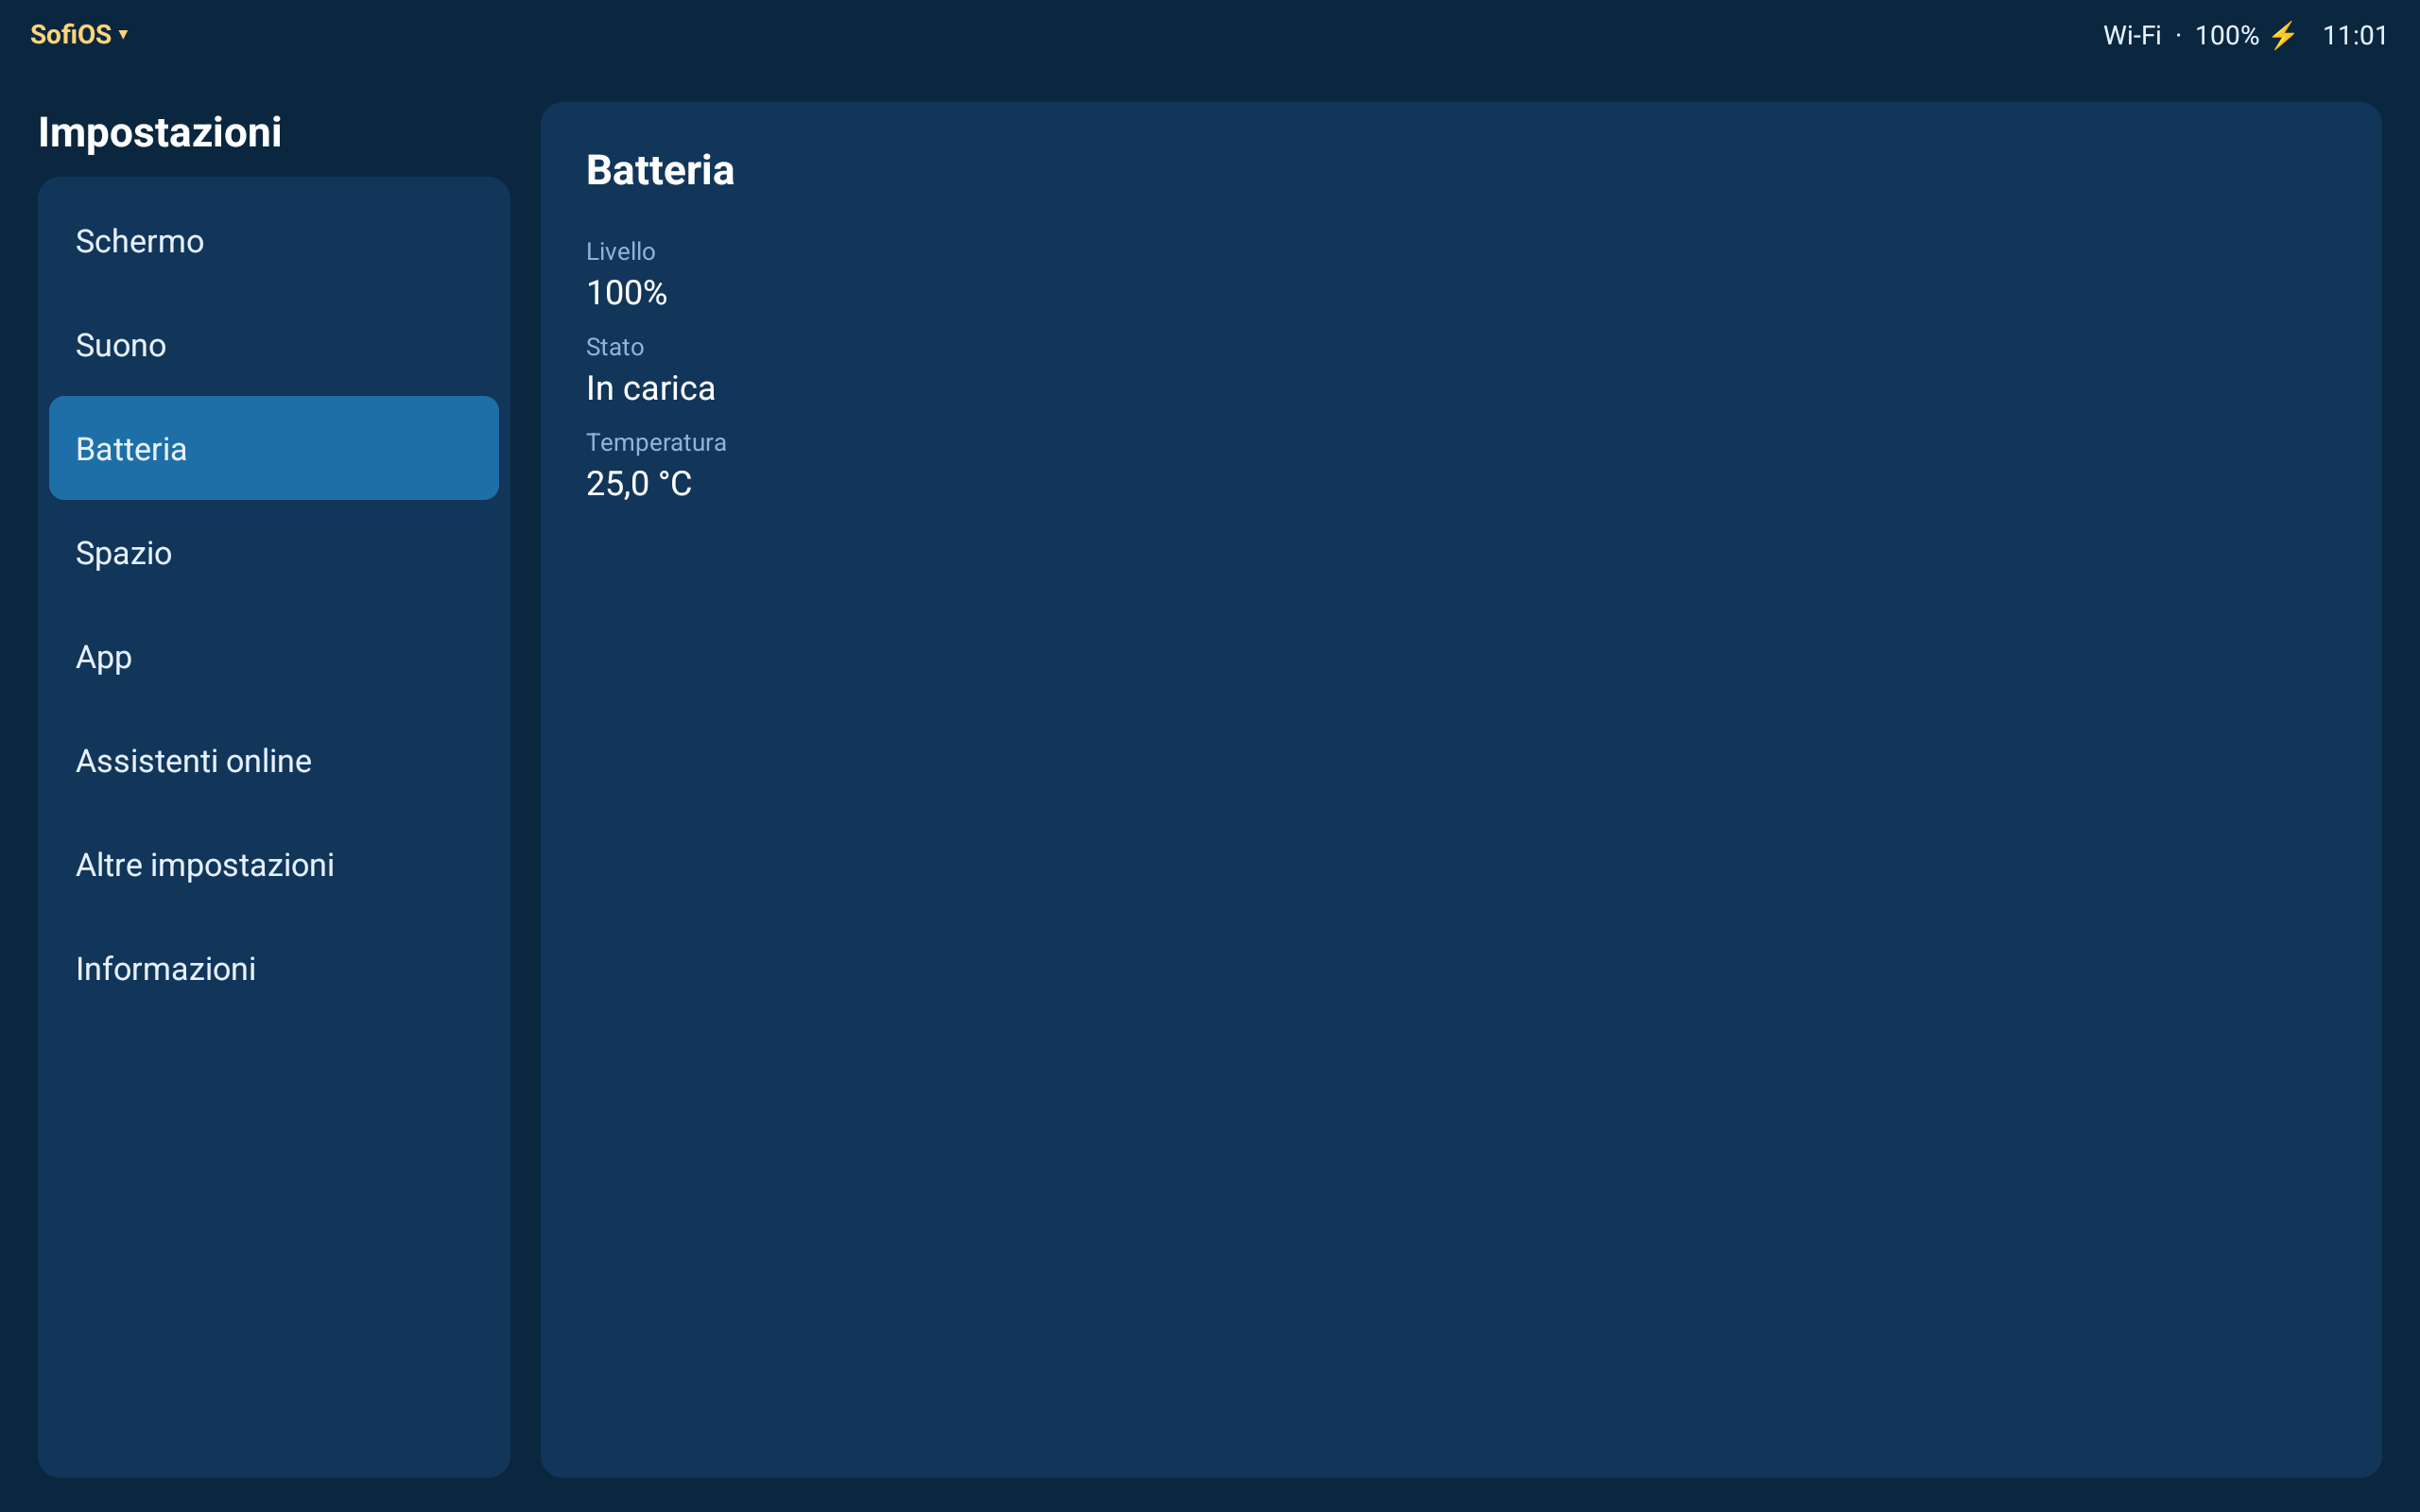 SofiOS ▾
Wi-Fi · 100% ⚡ 11:01
Impostazioni
Schermo
Suono
Batteria
Spazio
App
Assistenti online
Altre impostazioni
Informazioni
Batteria
Livello
100%
Stato
In carica
Temperatura
25,0 °C